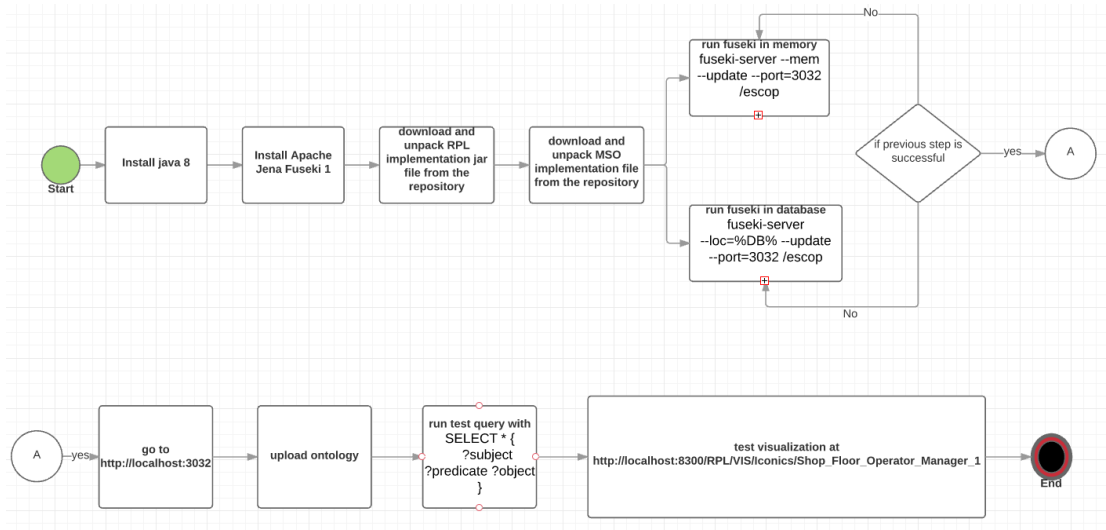 Start
Install java 8
Install Apache
Jena Fuseki 1
download and
unpack RPL
implementation jar
file from the
repository
download and
unpack MSO
implementation file
from the repository
run fuseki in memory
fuseki-server --mem
--update --port=3032
/escop
run fuseki in database
fuseki-server
--loc=%DB% --update
--port=3032 /escop
No
if previous step is
successful
No
yes
A
A
yes
go to
http://localhost:3032
upload ontology
run test query with
SELECT * {
?subject
?predicate ?object
}
test visualization at
http://localhost:8300/RPL/VIS/Iconics/Shop_Floor_Operator_Manager_1
End